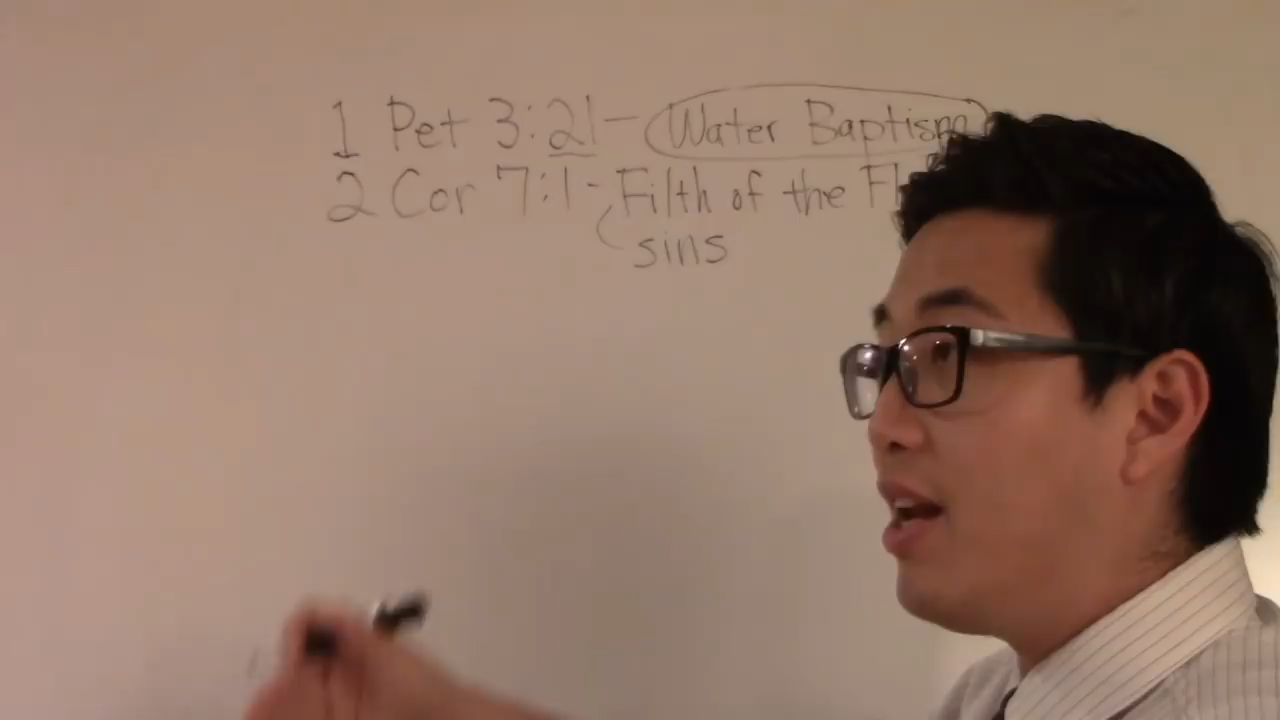 1 Pet 3:21 - Water Baptism
2 Cor 7:1 - Filth of the
sins